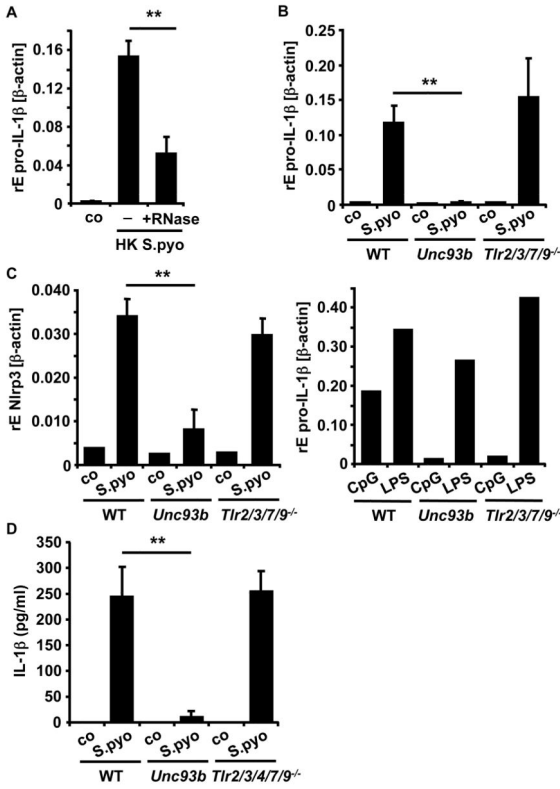 A
**
rE pro-IL-1β [β-actin]
0.16
0.12
0.08
0.04
0
co
– +RNase
HK S.pyo
B
rE pro-IL-1β [β-actin]
0.25
0.20
0.15
0.10
0.05
0.00
**
co S.pyo co S.pyo co S.pyo
WT Unc93b Tlr2/3/7/9-/-
C
rE Nlrp3 [β-actin]
0.040
0.030
0.020
0.010
0
**
co S.pyo co S.pyo co S.pyo
WT Unc93b Tlr2/3/7/9-/-
rE pro-IL-1β [β-actin]
0.40
0.30
0.20
0.10
0.00
CpG LPS CpG LPS CpG LPS
WT Unc93b Tlr2/3/7/9-/-
D
IL-1β (pg/ml)
350
300
250
200
150
100
50
0
**
co S.pyo co S.pyo co S.pyo
WT Unc93b Tlr2/3/4/7/9-/-